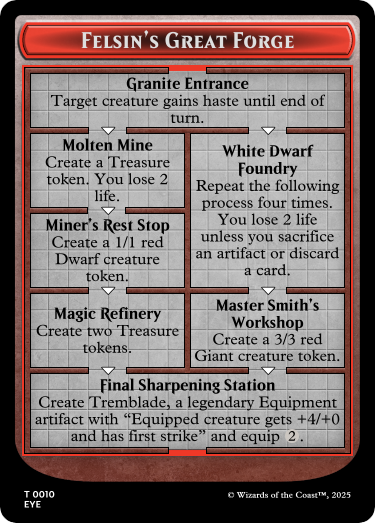 Felsin's Great Forge
Granite Entrance
Target creature gains haste until end of
turn.
Molten Mine
Create a Treasure
token. You lose 2
life.
White Dwarf
Foundry
Repeat the following
process four times.
You lose 2 life
unless you sacrifice
an artifact or discard
a card.
Miner's Rest Stop
Create a 1/1 red
Dwarf creature
token.
Magic Refinery
Create two Treasure
tokens.
Master Smith's
Workshop
Create a 3/3 red
Giant creature token.
Final Sharpening Station
Create Tremblade, a legendary Equipment
artifact with “Equipped creature gets +4/+0
and has first strike” and equip 2.
T 0010
EYE
© Wizards of the Coast™, 2025